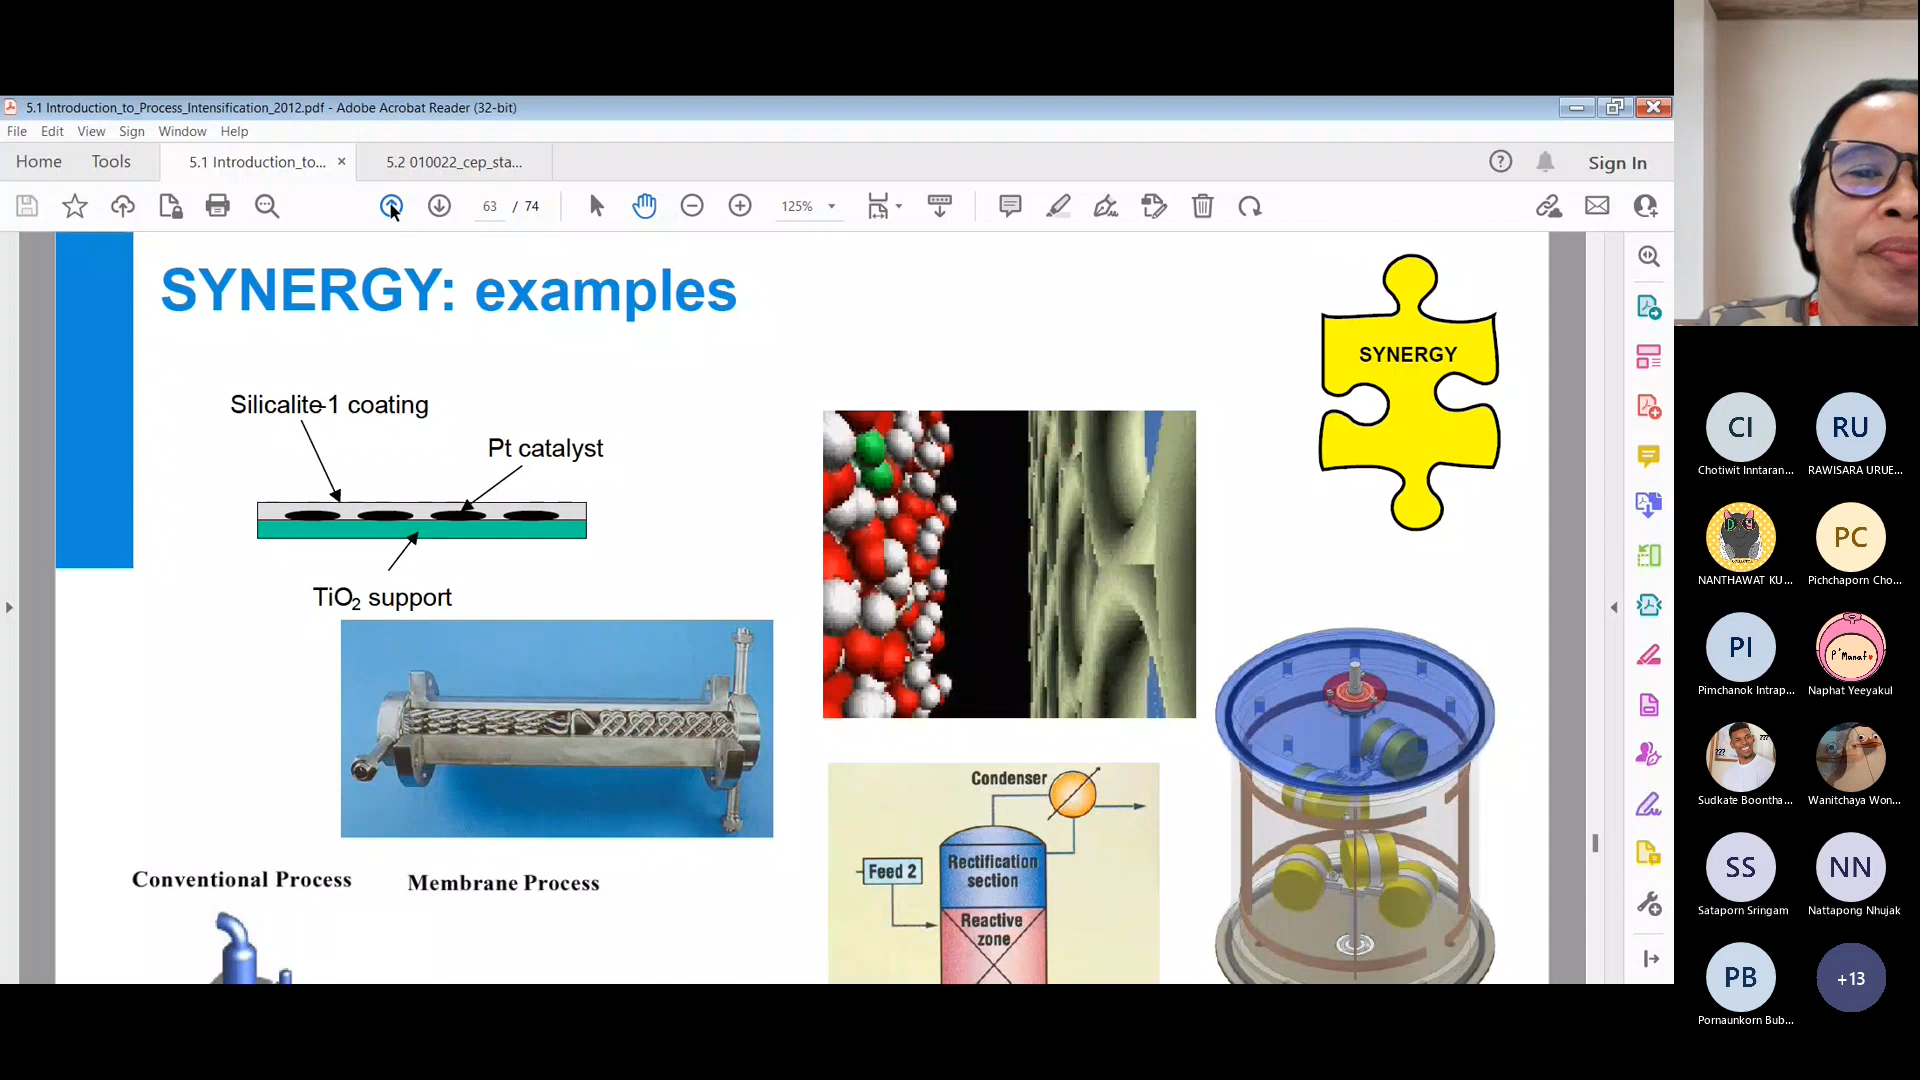 5.1 Introduction_to_Process_Intensification_2012.pdf - Adobe Acrobat Reader (32-bit)
File Edit View Sign Window Help
Home Tools 5.1 Introduction_to... × 5.2 010022_cep_sta... Sign In
63 / 74 125%
SYNERGY: examples
SYNERGY
Silicalite-1 coating
Pt catalyst
TiO2 support
Conventional Process
Membrane Process
Condenser
Feed 2
Rectification
section
Reactive
zone
CI
RU
Chotiwit Inntaran...
RAWISARA URUE...
PC
NANTHAWAT KU...
Pichchaporn Cho...
PI
P'Manaf
Pimchanok Intrap...
Naphat Yeeyakul
???
???
Sudkate Boontha...
Wanitchaya Won...
SS
NN
Sataporn Sringam
Nattapong Nhujak
PB
+13
Pornaunkorn Bub...